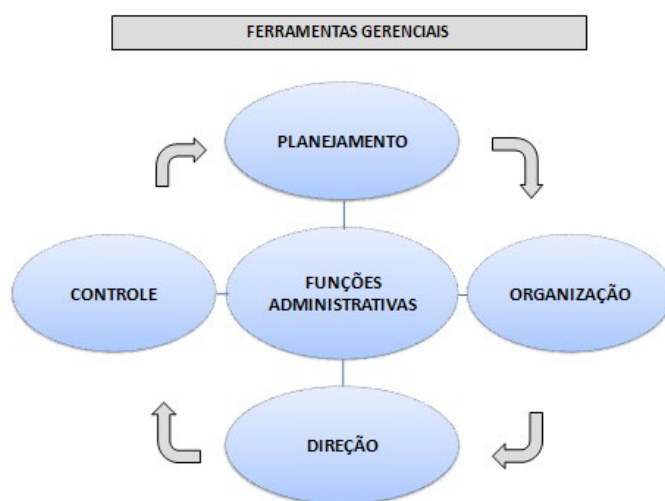 FERRAMENTAS GERENCIAIS
PLANEJAMENTO
CONTROLE
FUNÇÕES
ADMINISTRATIVAS
ORGANIZAÇÃO
DIREÇÃO